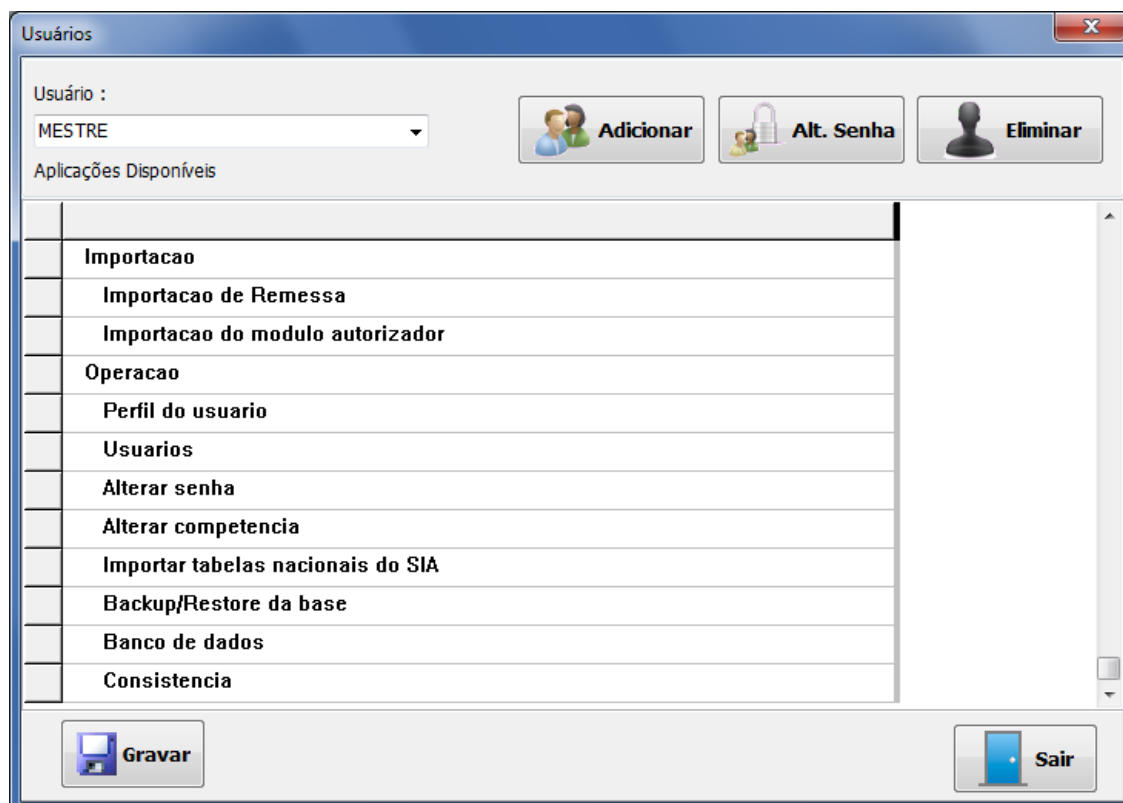 Usuários
Usuário :
MESTRE
Adicionar
Alt. Senha
Eliminar
Aplicações Disponíveis
Importacao
Importacao de Remessa
Importacao do modulo autorizador
Operacao
Perfil do usuario
Usuarios
Alterar senha
Alterar competencia
Importar tabelas nacionais do SIA
Backup/Restore da base
Banco de dados
Consistencia
Gravar
Sair